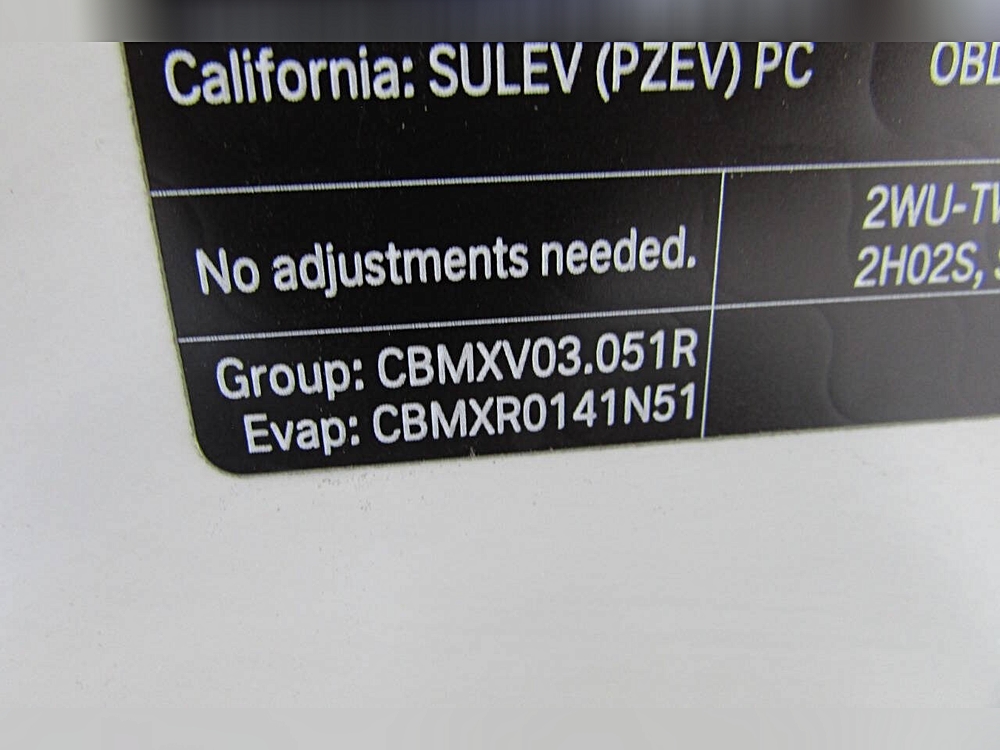 California: SULEV (PZEV) PC
No adjustments needed.
2H02S,
Group: CBMXV03.051R
Evap: CBMXR0141N51